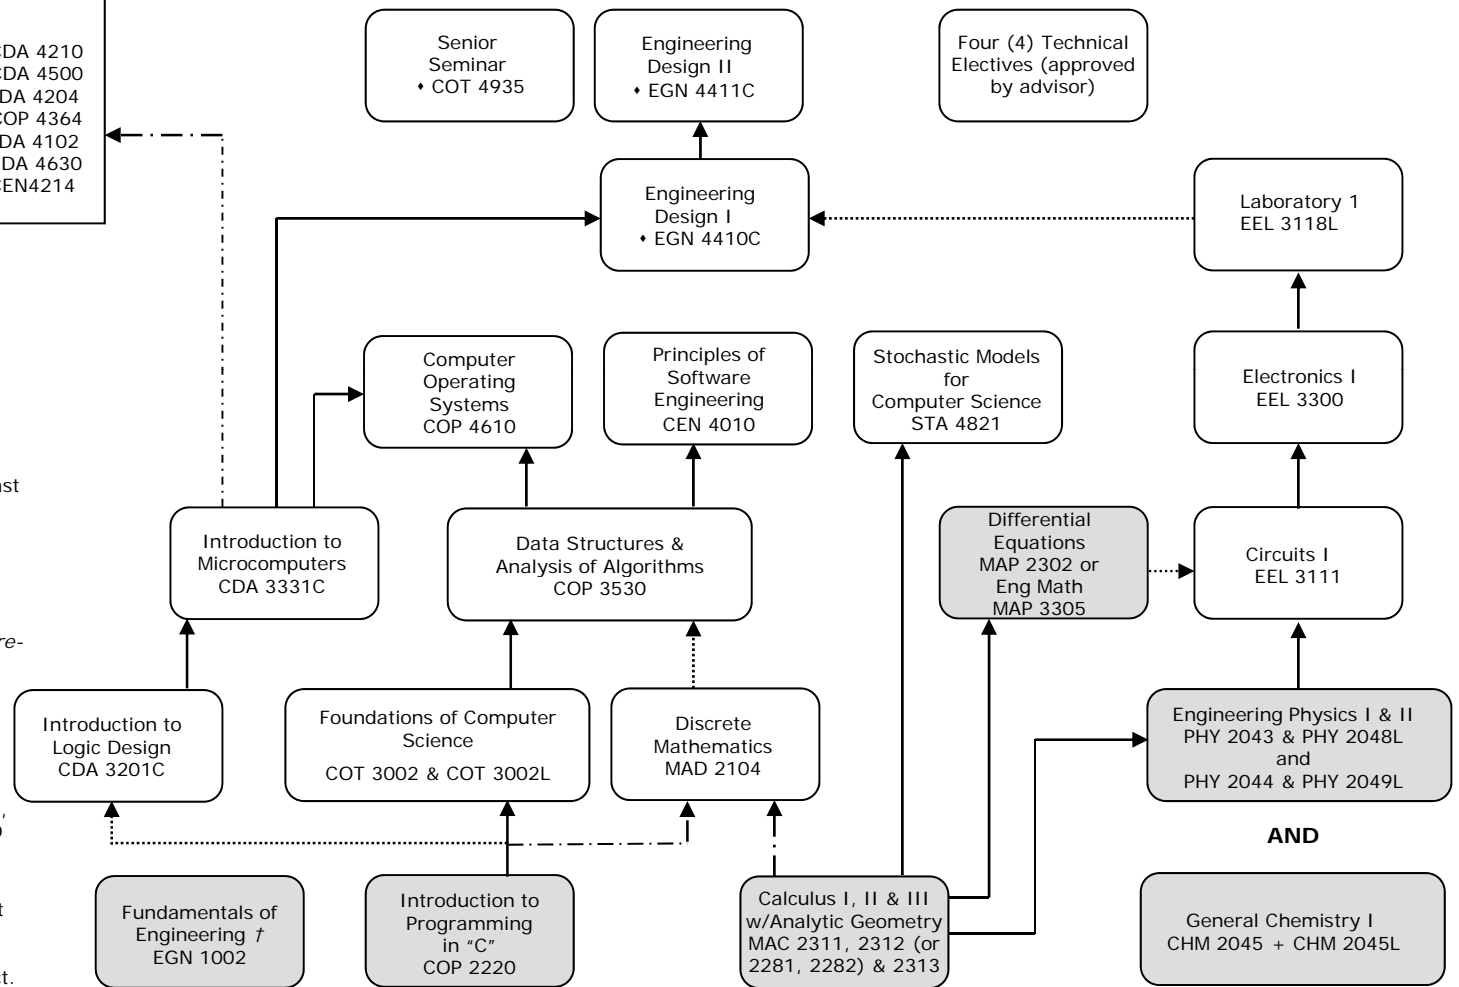 CDA 4210
CDA 4500
CDA 4204
COP 4364
CDA 4102
CDA 4630
CEN4214
Senior
Seminar
♦ COT 4935
Engineering
Design II
♦ EGN 4411C
Four (4) Technical
Electives (approved
by advisor)
Engineering
Design I
♦ EGN 4410C
Laboratory 1
EEL 3118L
Computer
Operating
Systems
COP 4610
Principles of
Software
Engineering
CEN 4010
Stochastic Models
for
Computer Science
STA 4821
Electronics I
EEL 3300
Introduction to
Microcomputers
CDA 3331C
Data Structures &
Analysis of Algorithms
COP 3530
Differential
Equations
MAP 2302 or
Eng Math
MAP 3305
Circuits I
EEL 3111
re-
Introduction to
Logic Design
CDA 3201C
Foundations of Computer
Science
COT 3002 & COT 3002L
Discrete
Mathematics
MAD 2104
Engineering Physics I & II
PHY 2043 & PHY 2048L
and
PHY 2044 & PHY 2049L
AND
Fundamentals of
Engineering †
EGN 1002
Introduction to
Programming
in “C”
COP 2220
Calculus I, II & III
w/Analytic Geometry
MAC 2311, 2312 (or
2281, 2282) & 2313
General Chemistry I
CHM 2045 + CHM 2045L